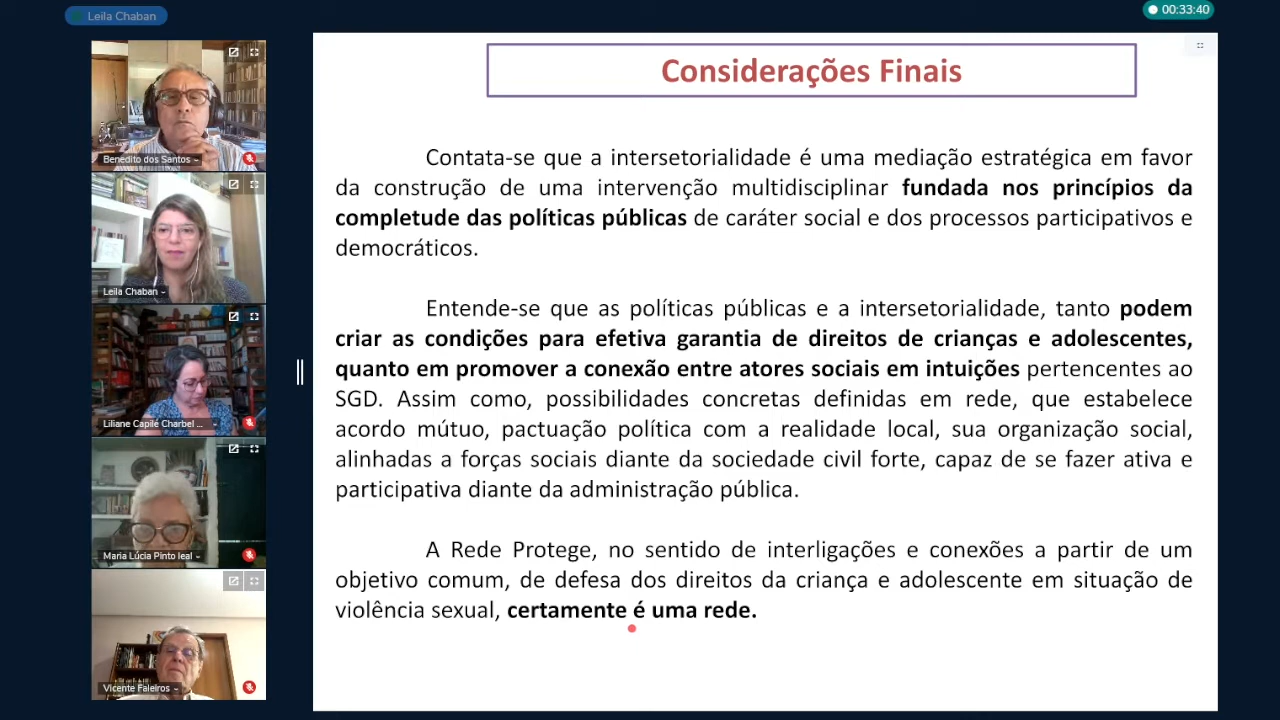 Leila Chaban
00:33:40
Benedito dos Santos
Leila Chaban
Liliane Capilé Charbel ...
Maria Lúcia Pinto leal
Vicente Faleiros
Considerações Finais
Contata-se que a intersetorialidade é uma mediação estratégica em favor
da construção de uma intervenção multidisciplinar fundada nos princípios da
completude das políticas públicas de caráter social e dos processos participativos e
democráticos.
Entende-se que as políticas públicas e a intersetorialidade, tanto podem
criar as condições para efetiva garantia de direitos de crianças e adolescentes,
quanto em promover a conexão entre atores sociais em intuições pertencentes ao
SGD. Assim como, possibilidades concretas definidas em rede, que estabelece
acordo mútuo, pactuação política com a realidade local, sua organização social,
alinhadas a forças sociais diante da sociedade civil forte, capaz de se fazer ativa e
participativa diante da administração pública.
A Rede Protege, no sentido de interligações e conexões a partir de um
objetivo comum, de defesa dos direitos da criança e adolescente em situação de
violência sexual, certamente é uma rede.